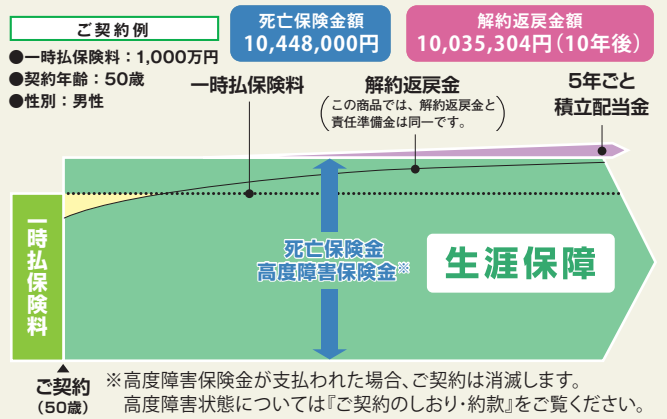 ご契約例
●一時払保険料：1,000万円
●契約年齢：50歳
●性別：男性
死亡保険金額
10,448,000円
解約返戻金額
10,035,304円（10年後）
一時払保険料
解約返戻金
（この商品では、解約返戻金と
責任準備金は同一です。）
5年ごと
積立配当金
一時払保険料
死亡保険金
高度障害保険金※
生涯保障
ご契約
（50歳）
※高度障害保険金が支払われた場合、ご契約は消滅します。
高度障害状態については『ご契約のしおり・約款』をご覧ください。